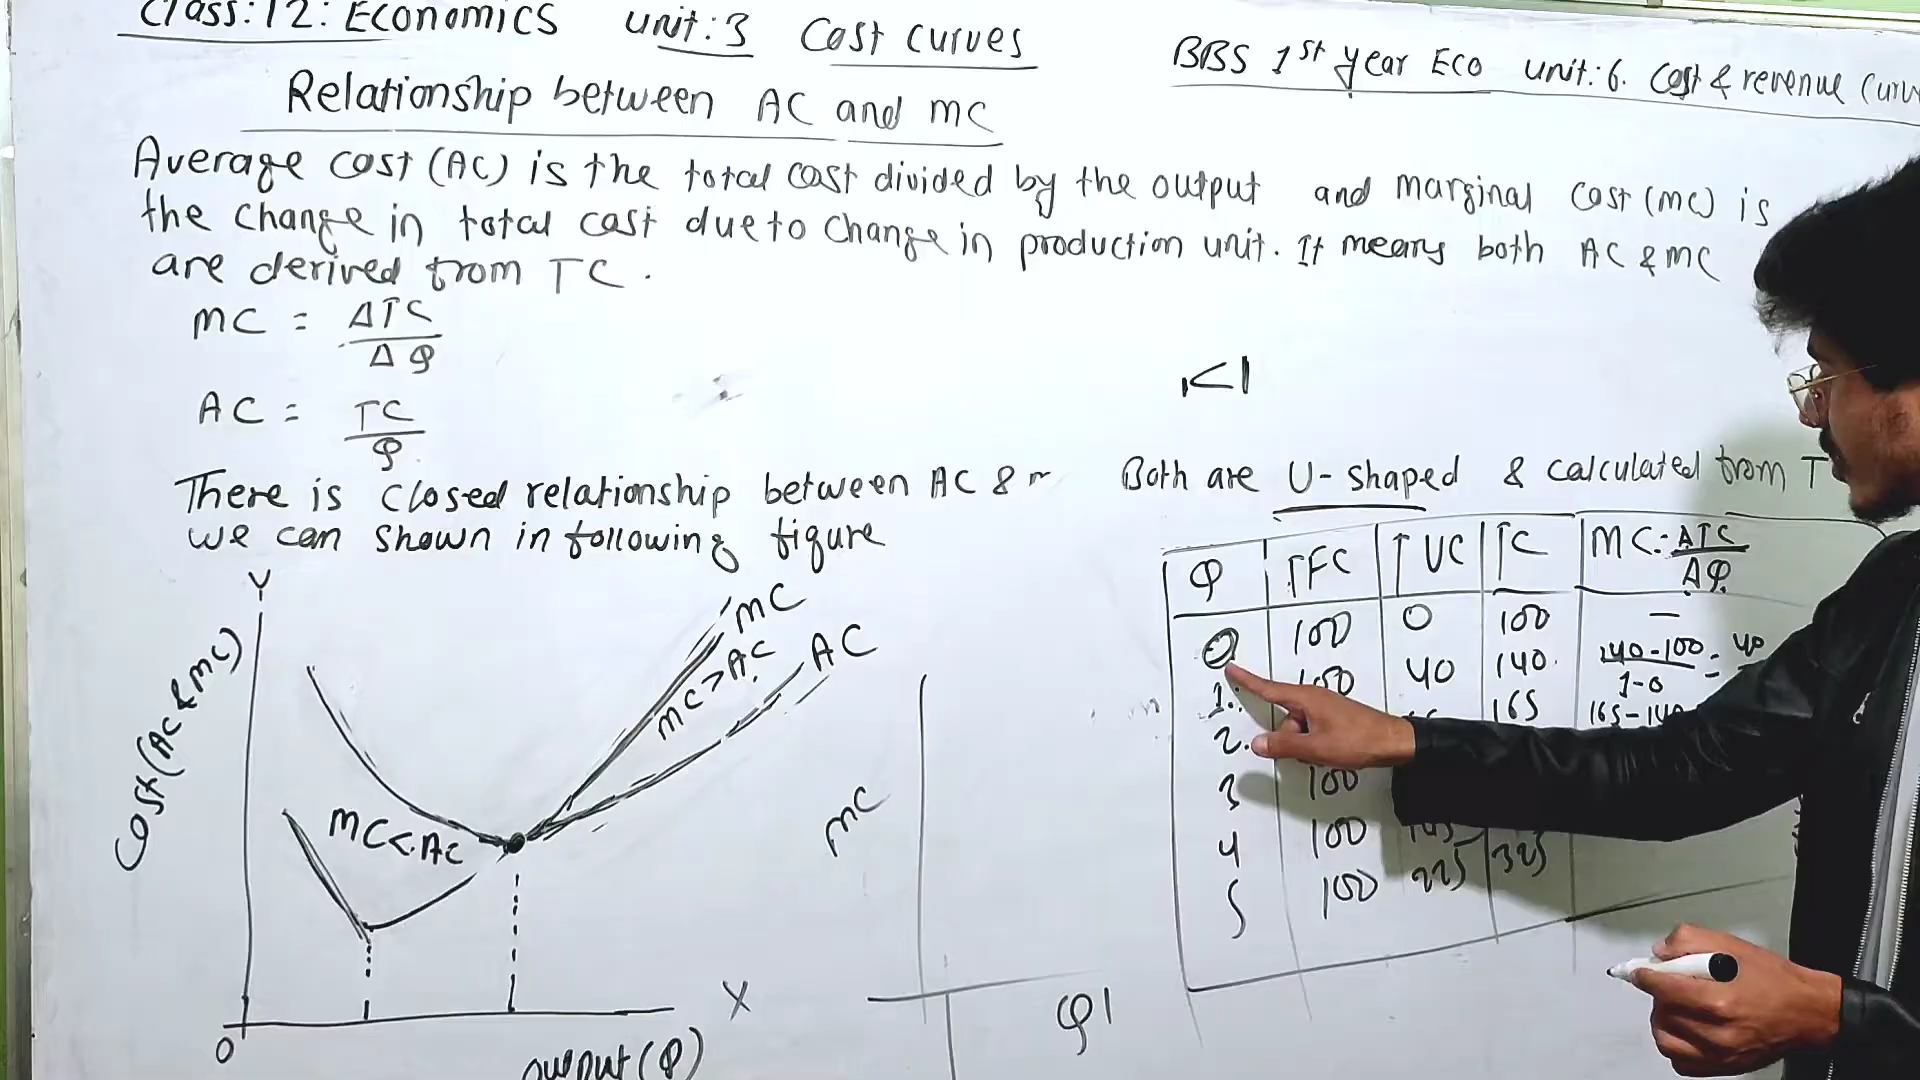 Class: 12: Economics unit: 3 Cost curves
BBS 1st year Eco unit: 6. Cost & revenue
Relationship between AC and MC
Average cost (AC) is the total cost divided by the output and marginal cost (MC) is
the change in total cost due to change in production unit. It means both AC & MC
are derived from TC.
MC = ΔTC
ΔQ
AC = TC
Q
There is closed relationship between AC &
Both are U-shaped & calculated from
we can shown in following figure
Y
Cost (AC & MC)
MC
MC > AC
AC
MC < AC
O
X
output (Q)
MC
Q
Q TFC TVC TC MC = ΔTC
ΔQ
0 100 0 100 —
1 100 40 140 140-100 = 40
1-0
2 165 165-140
3 100
4 100
5 100 225 325